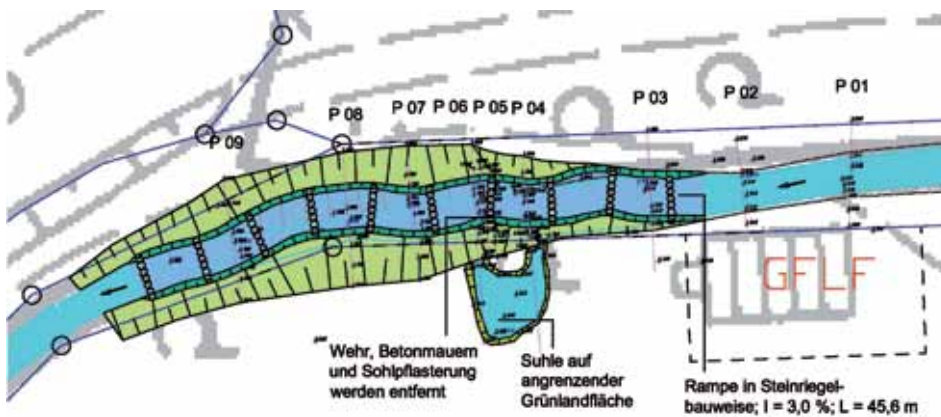 P 01
P 02
P 03
P 07 P 06 P 05 P 04
P 08
P 09
GFLF
Wehr, Betonmauern
und Sohlpflasterung
werden entfernt
Suhle auf
angrenzender
Grünlandfläche
Rampe in Steinriegel-
bauweise; I = 3,0 %; L = 45,6 m